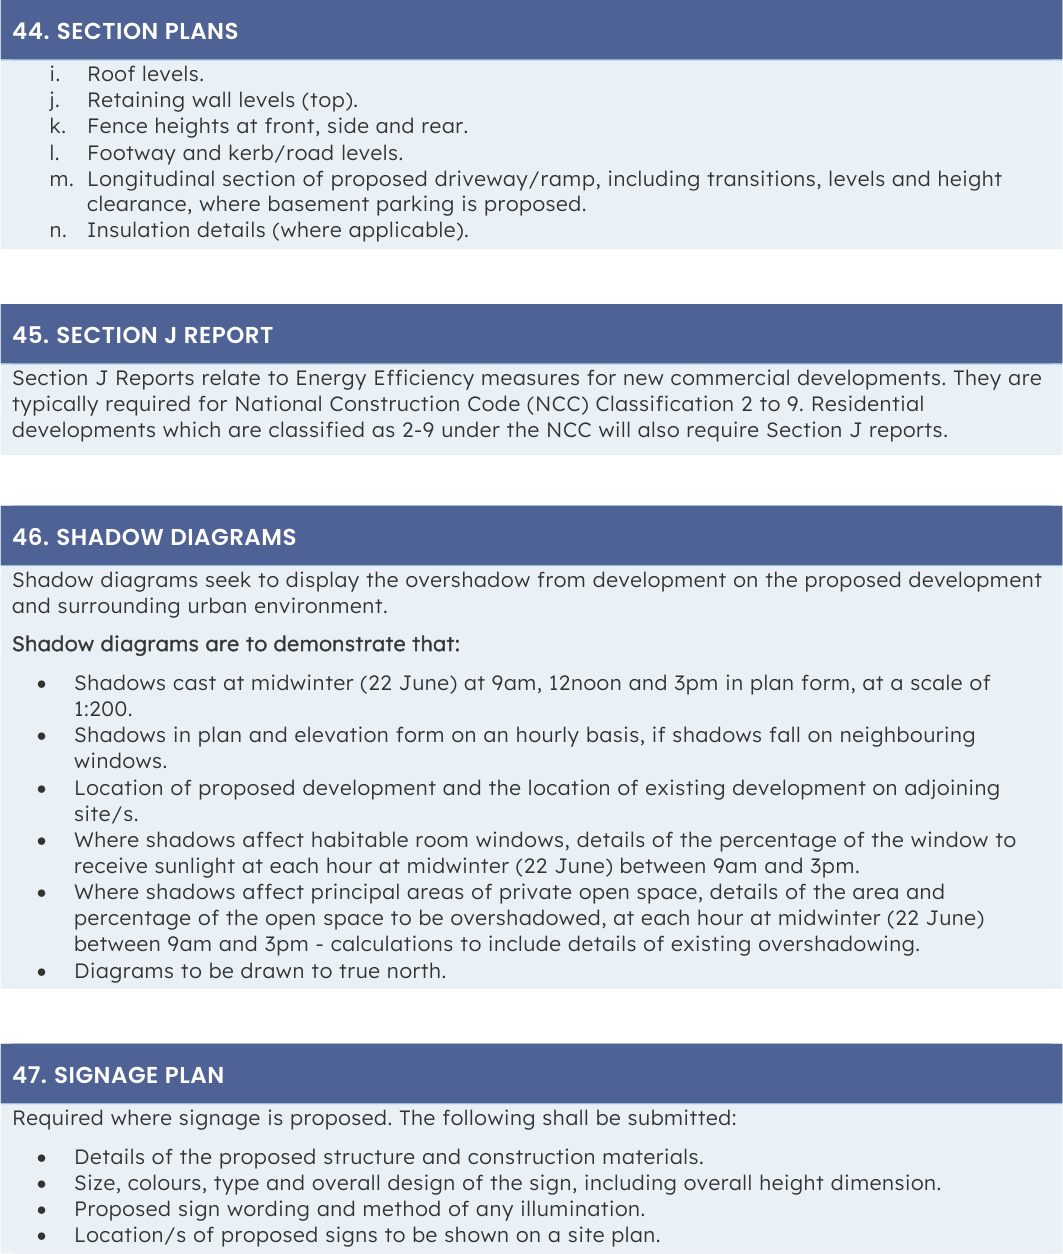 44. SECTION PLANS
i. Roof levels.
j. Retaining wall levels (top).
k. Fence heights at front, side and rear.
l. Footway and kerb/road levels.
m. Longitudinal section of proposed driveway/ramp, including transitions, levels and height
clearance, where basement parking is proposed.
n. Insulation details (where applicable).
45. SECTION J REPORT
Section J Reports relate to Energy Efficiency measures for new commercial developments. They are
typically required for National Construction Code (NCC) Classification 2 to 9. Residential
developments which are classified as 2-9 under the NCC will also require Section J reports.
46. SHADOW DIAGRAMS
Shadow diagrams seek to display the overshadow from development on the proposed development
and surrounding urban environment.
Shadow diagrams are to demonstrate that:
• Shadows cast at midwinter (22 June) at 9am, 12noon and 3pm in plan form, at a scale of
1:200.
• Shadows in plan and elevation form on an hourly basis, if shadows fall on neighbouring
windows.
• Location of proposed development and the location of existing development on adjoining
site/s.
• Where shadows affect habitable room windows, details of the percentage of the window to
receive sunlight at each hour at midwinter (22 June) between 9am and 3pm.
• Where shadows affect principal areas of private open space, details of the area and
percentage of the open space to be overshadowed, at each hour at midwinter (22 June)
between 9am and 3pm - calculations to include details of existing overshadowing.
• Diagrams to be drawn to true north.
47. SIGNAGE PLAN
Required where signage is proposed. The following shall be submitted:
• Details of the proposed structure and construction materials.
• Size, colours, type and overall design of the sign, including overall height dimension.
• Proposed sign wording and method of any illumination.
• Location/s of proposed signs to be shown on a site plan.